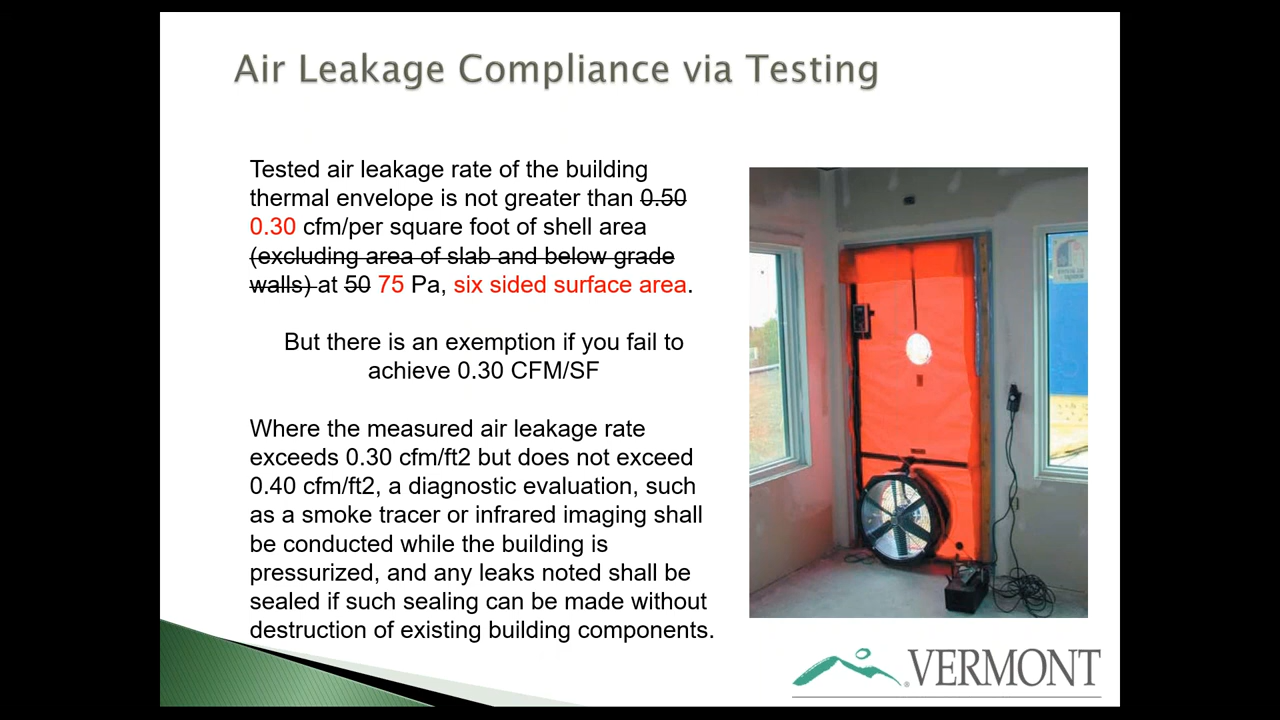 Air Leakage Compliance via Testing
Tested air leakage rate of the building
thermal envelope is not greater than 0.50
0.30 cfm/per square foot of shell area
(excluding area of slab and below grade
walls) at 50 75 Pa, six sided surface area.
But there is an exemption if you fail to
achieve 0.30 CFM/SF
Where the measured air leakage rate
exceeds 0.30 cfm/ft2 but does not exceed
0.40 cfm/ft2, a diagnostic evaluation, such
as a smoke tracer or infrared imaging shall
be conducted while the building is
pressurized, and any leaks noted shall be
sealed if such sealing can be made without
destruction of existing building components.
VERMONT